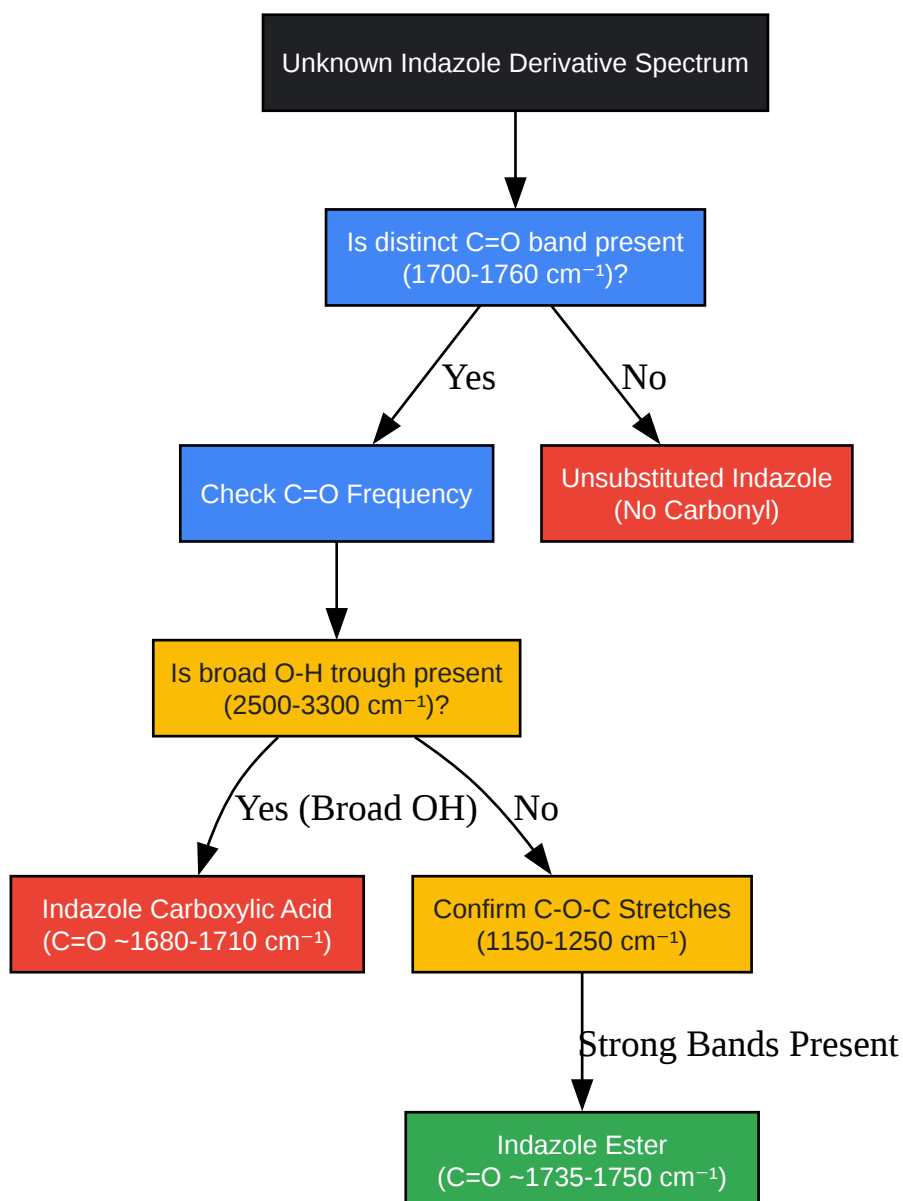 Unknown Indazole Derivative Spectrum
Is distinct C=O band present
(1700-1760 cm⁻¹)?
Yes
No
Check C=O Frequency
Unsubstituted Indazole
(No Carbonyl)
Is broad O-H trough present
(2500-3300 cm⁻¹)?
Yes (Broad OH)
No
Indazole Carboxylic Acid
(C=O ~1680-1710 cm⁻¹)
Confirm C-O-C Stretches
(1150-1250 cm⁻¹)
Strong Bands Present
Indazole Ester
(C=O ~1735-1750 cm⁻¹)